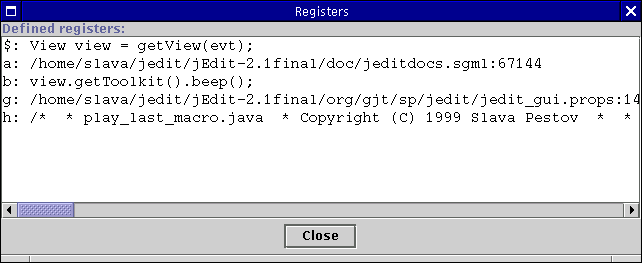 Registers
Defined registers:
$: View view = getView(evt);
a: /home/slava/jedit/jEdit-2.1final/doc/jeditdocs.sgml:67144
b: view.getToolkit().beep();
g: /home/slava/jedit/jEdit-2.1final/org/gjt/sp/jedit/jedit_gui.props:14
h: /*  * play_last_macro.java  * Copyright (C) 1999 Slava Pestov  *  *
Close